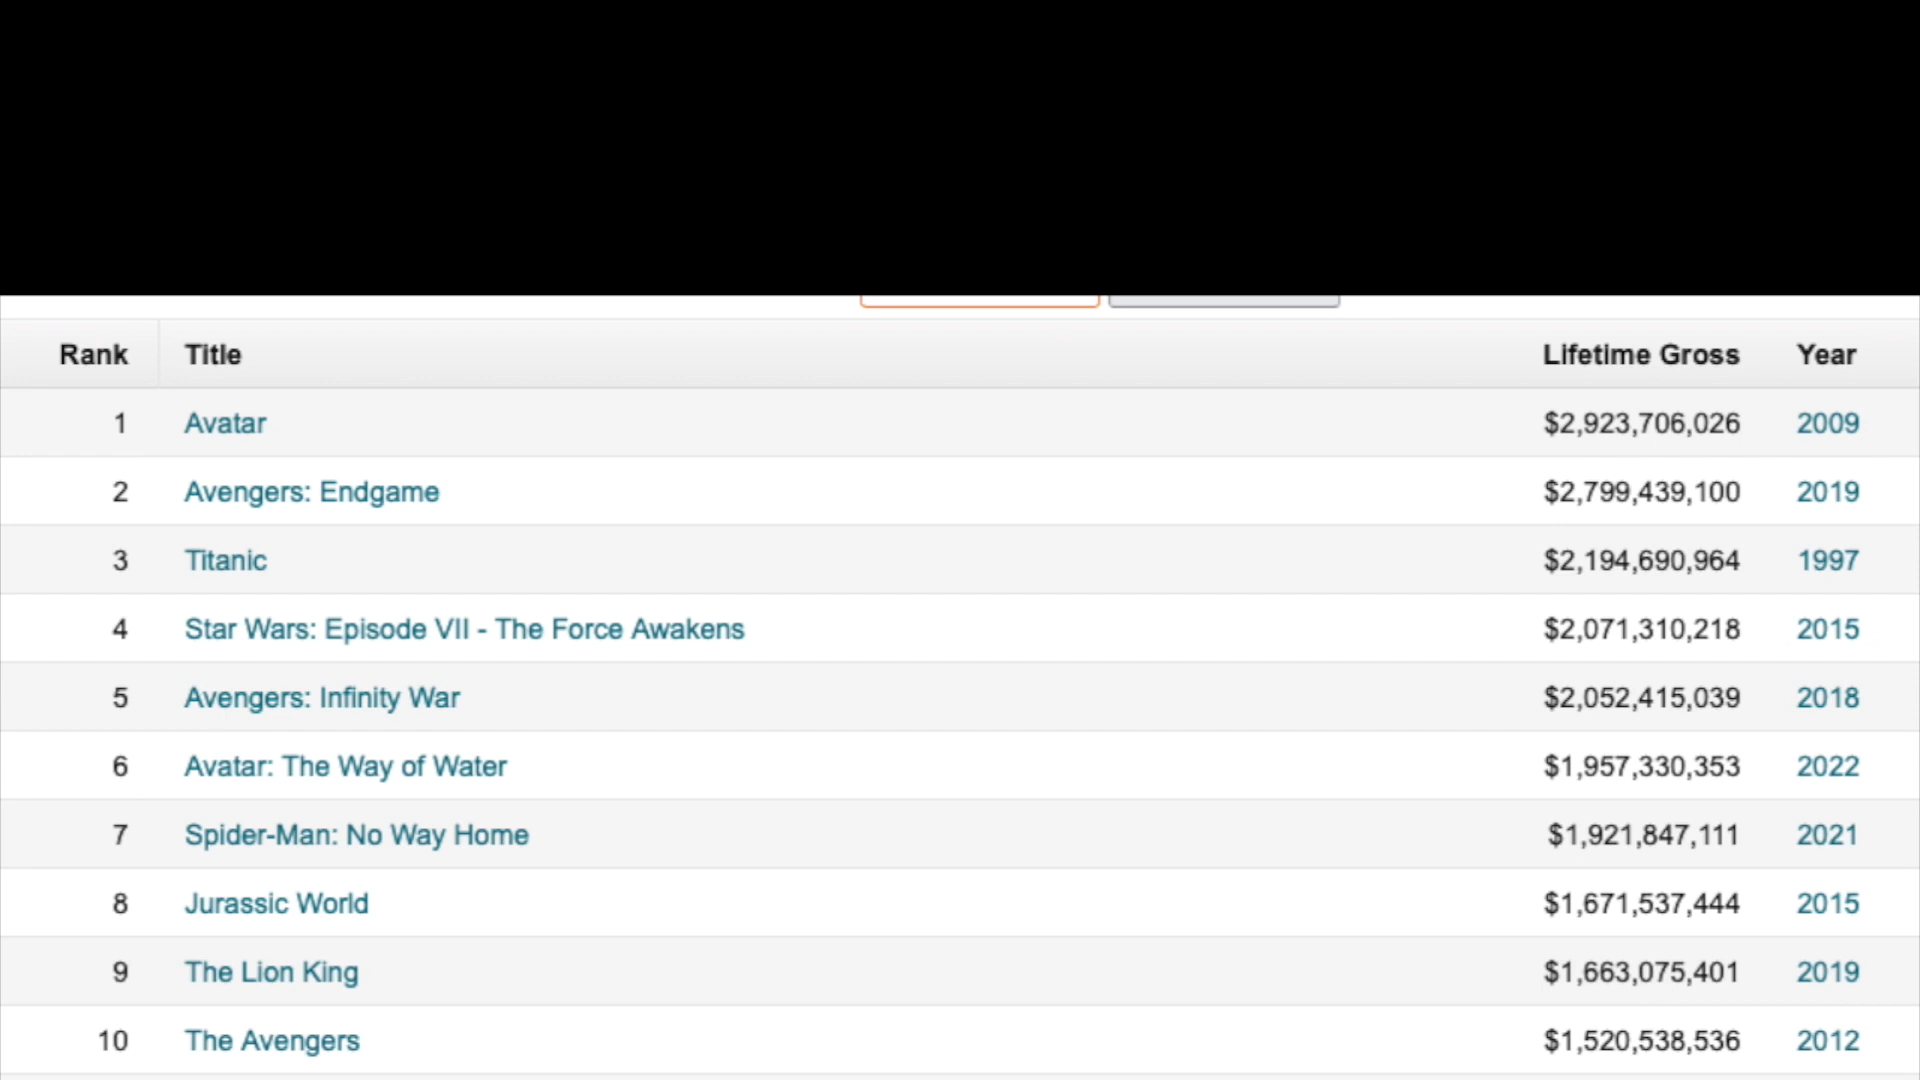 Rank Title Lifetime Gross Year
1 Avatar $2,923,706,026 2009
2 Avengers: Endgame $2,799,439,100 2019
3 Titanic $2,194,690,964 1997
4 Star Wars: Episode VII - The Force Awakens $2,071,310,218 2015
5 Avengers: Infinity War $2,052,415,039 2018
6 Avatar: The Way of Water $1,957,330,353 2022
7 Spider-Man: No Way Home $1,921,847,111 2021
8 Jurassic World $1,671,537,444 2015
9 The Lion King $1,663,075,401 2019
10 The Avengers $1,520,538,536 2012